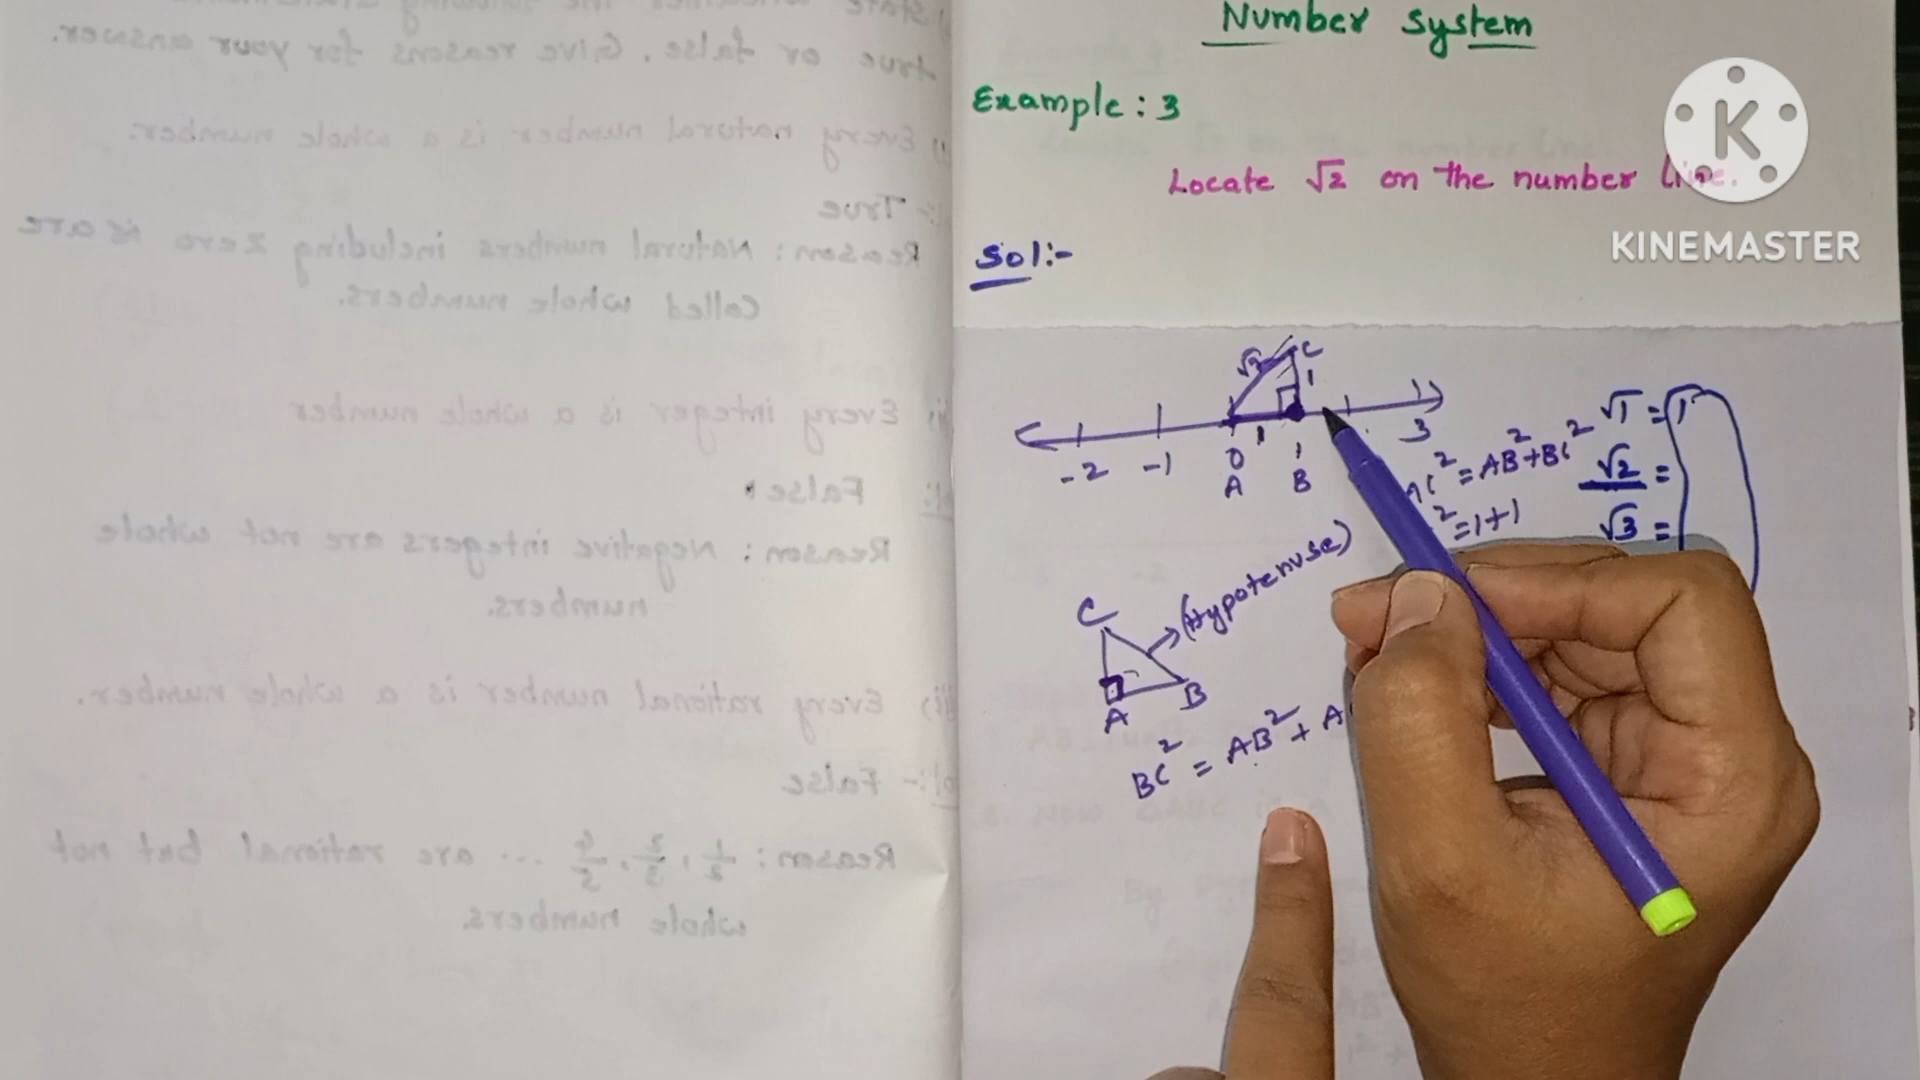 State whether the following statements
true or false. Give reasons for your answer.
i) Every natural number is a whole number.
:- True
Reason : Natural numbers including zero is are
Called whole numbers.
ii) Every integer is a whole number
False.
Reason : Negative integers are not whole
numbers.
iii) Every rational number is a whole number.
Sol:- False
Reason : 1/2, 2/3, 4/5 ... are rational but not
whole numbers.
Number System
Example : 3
Locate √2 on the number line.
Sol:-
K
KINEMASTER
√2 C
1
-2 -1 0 1 1 3
A B
AC² = AB² + BC²
² = 1+1
√1 = 1
√2 =
√3 =
C
→ (Hypotenuse)
A B
BC² = AB² + A